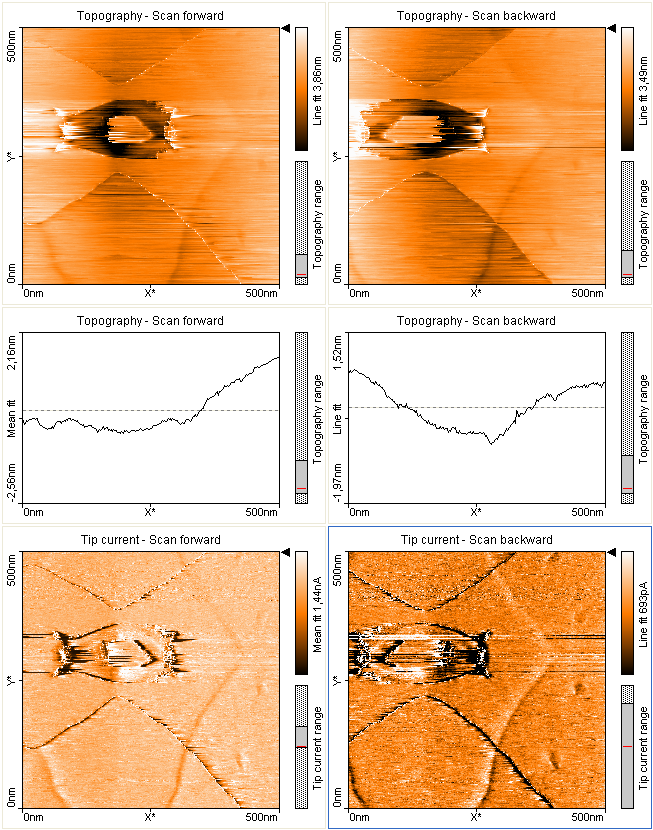 Topography - Scan forward
500nm
Y*
0nm
0nm
X*
500nm
Line fit 3,86nm
Topography range
Topography - Scan backward
500nm
Y*
0nm
0nm
X*
500nm
Line fit 3,49nm
Topography range
Topography - Scan forward
2,16nm
Mean fit
-2,56nm
0nm
X*
500nm
Topography range
Topography - Scan backward
1,52nm
Line fit
-1,97nm
0nm
X*
500nm
Topography range
Tip current - Scan forward
500nm
Y*
0nm
0nm
X*
500nm
Mean fit 1,44nA
Tip current range
Tip current - Scan backward
500nm
Y*
0nm
0nm
X*
500nm
Line fit 693pA
Tip current range